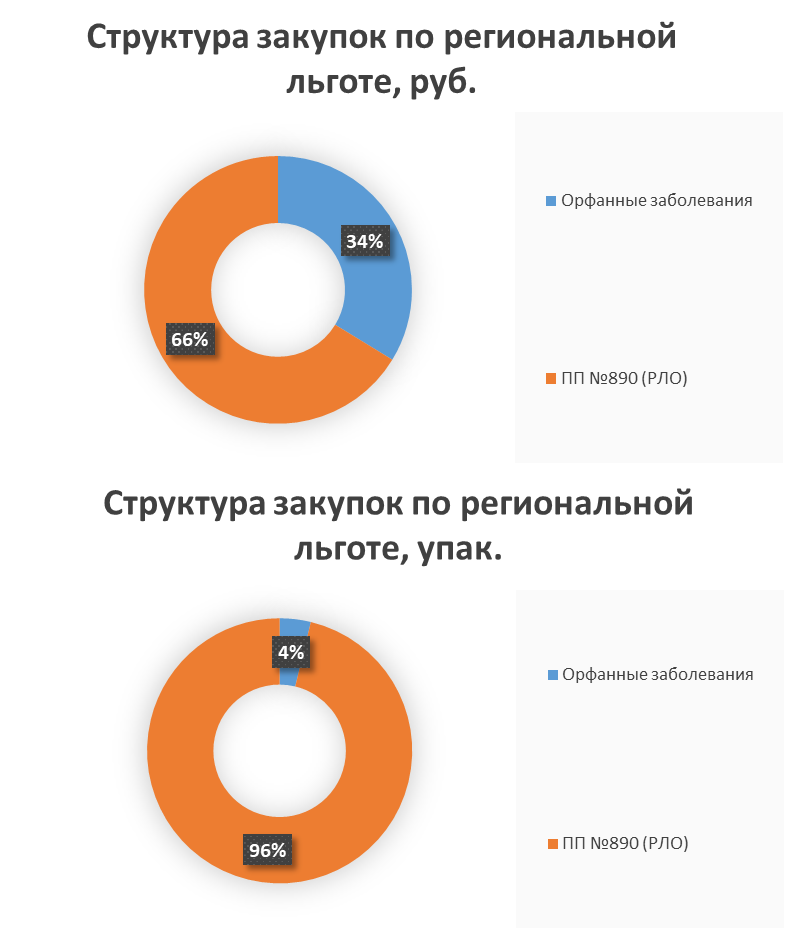 Структура закупок по региональной
льготе, руб.
Орфанные заболевания
34%
66%
ПП №890 (РЛО)
Структура закупок по региональной
льготе, упак.
4%
Орфанные заболевания
96%
ПП №890 (РЛО)